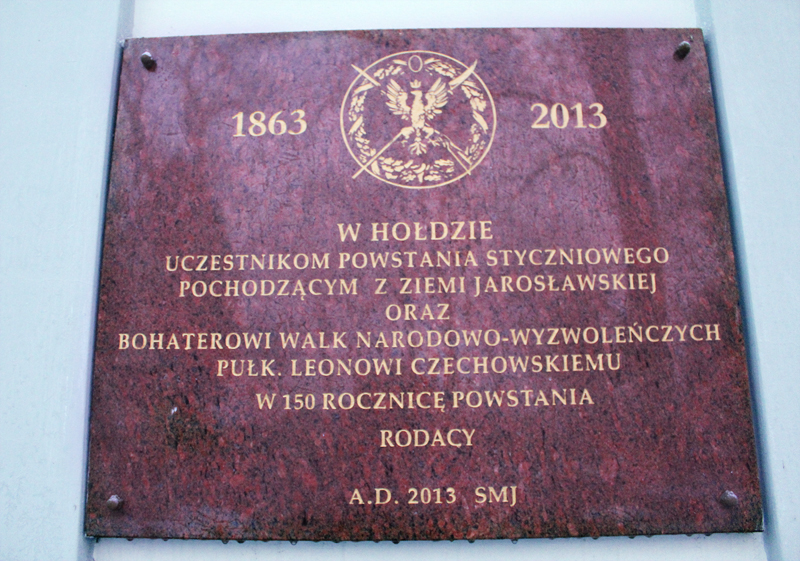 1863 2013
W HOŁDZIE
UCZESTNIKOM POWSTANIA STYCZNIOWEGO
POCHODZĄCYM Z ZIEMI JAROSŁAWSKIEJ
ORAZ
BOHATEROWI WALK NARODOWO-WYZWOLEŃCZYCH
PUŁK. LEONOWI CZECHOWSKIEMU
W 150 ROCZNICĘ POWSTANIA
RODACY
A.D. 2013 SMJ